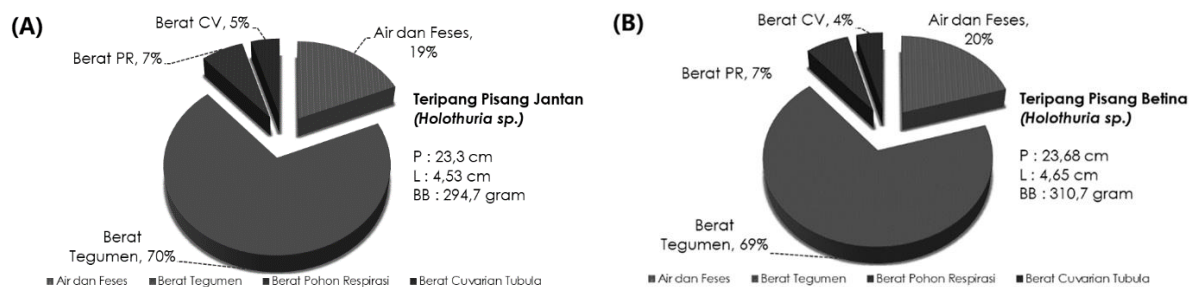 (A)
Berat CV, 5%
Air dan Feses,
19%
Berat PR, 7%
Teripang Pisang Jantan
(Holothuria sp.)
P : 23,3 cm
L : 4,53 cm
BB : 294,7 gram
Berat
Tegumen, 70%
Air dan Feses Berat Tegumen Berat Pohon Respirasi Berat Cuvarian Tubula
(B)
Berat CV, 4%
Air dan Feses,
20%
Berat PR, 7%
Teripang Pisang Betina
(Holothuria sp.)
P : 23,68 cm
L : 4,65 cm
BB : 310,7 gram
Berat
Tegumen, 69%
Air dan Feses Berat Tegumen Berat Pohon Respirasi Berat Cuvarian Tubula